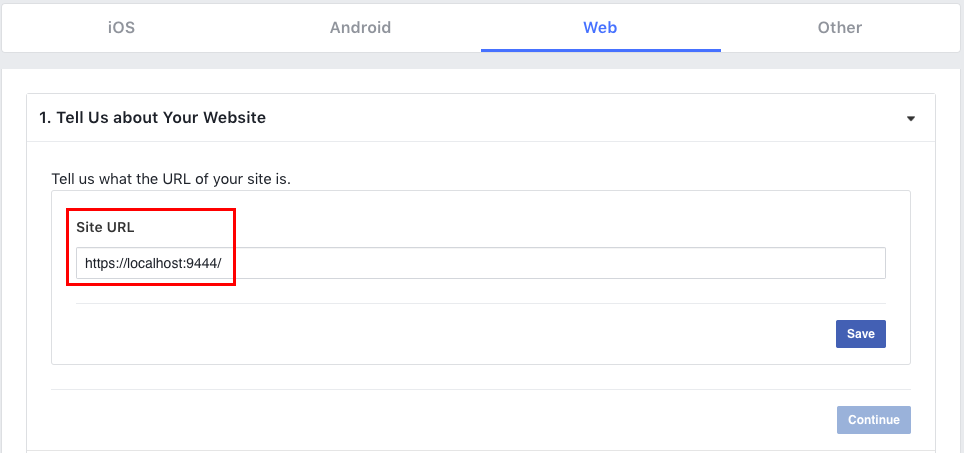 iOS Android Web Other
1. Tell Us about Your Website
Tell us what the URL of your site is.
Site URL
https://localhost:9444/
Save
Continue